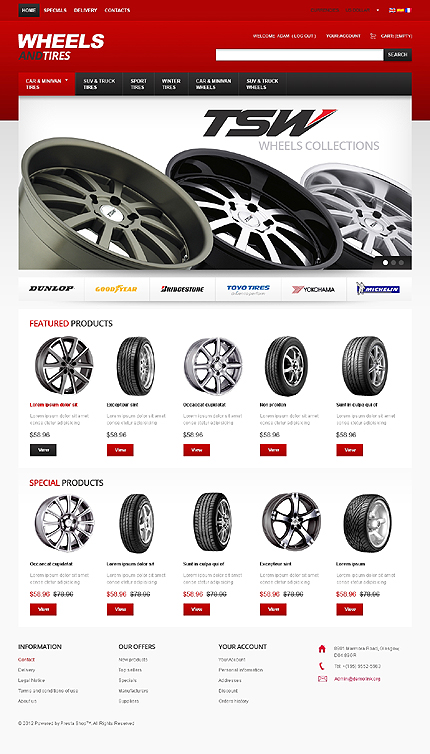 HOME SPECIALS DELIVERY CONTACTS
WELCOME, ADAM ( LOG OUT ) YOUR ACCOUNT CART: (EMPTY)
WHEELS
ANDTIRES
SEARCH
CAR & MINIVAN TIRES
SUV & TRUCK TIRES
SPORT TIRES
WINTER TIRES
CAR & MINIVAN WHEELS
SUV & TRUCK WHEELS
TSW
WHEELS COLLECTIONS
DUNLOP GOODYEAR BRIDGESTONE TOYO TIRES YOKOHAMA MICHELIN
FEATURED PRODUCTS
Lorem ipsum dolor sit
Lorem ipsum dolor sit amet conse ctetur adipisicing
$58.96
View
Excepteur sint
Lorem ipsum dolor sit amet conse ctetur adipisicing
$58.96
View
Occaecat cupidatat
Lorem ipsum dolor sit amet conse ctetur adipisicing
$58.96
View
Non proident
Lorem ipsum dolor sit amet conse ctetur adipisicing
$58.96
View
Sunt in culpa qui of
Lorem ipsum dolor sit amet conse ctetur adipisicing
$58.96
View
SPECIAL PRODUCTS
Occaecat cupidatat
Lorem ipsum dolor sit amet conse ctetur adipisicing
$58.96 $78.96
View
Lorem ipsum dolor sit
Lorem ipsum dolor sit amet conse ctetur adipisicing
$58.96 $78.96
View
Sunt in culpa qui of
Lorem ipsum dolor sit amet conse ctetur adipisicing
$58.96 $78.96
View
Excepteur sint
Lorem ipsum dolor sit amet conse ctetur adipisicing
$58.96 $78.96
View
Lorem ipsum
Lorem ipsum dolor sit amet conse ctetur adipisicing
$58.96 $78.96
View
INFORMATION
Contact
Delivery
Legal Notice
Terms and conditions of use
About us
OUR OFFERS
New products
Top sellers
Specials
Manufacturers
Suppliers
YOUR ACCOUNT
Your Account
Personal information
Addresses
Discount
Orders history
8901 Marmora Road, Glasgow,
D04 89GR
Admin@demolink.org
© 2012 Powered by Presta Shop™. All Rights Reserved